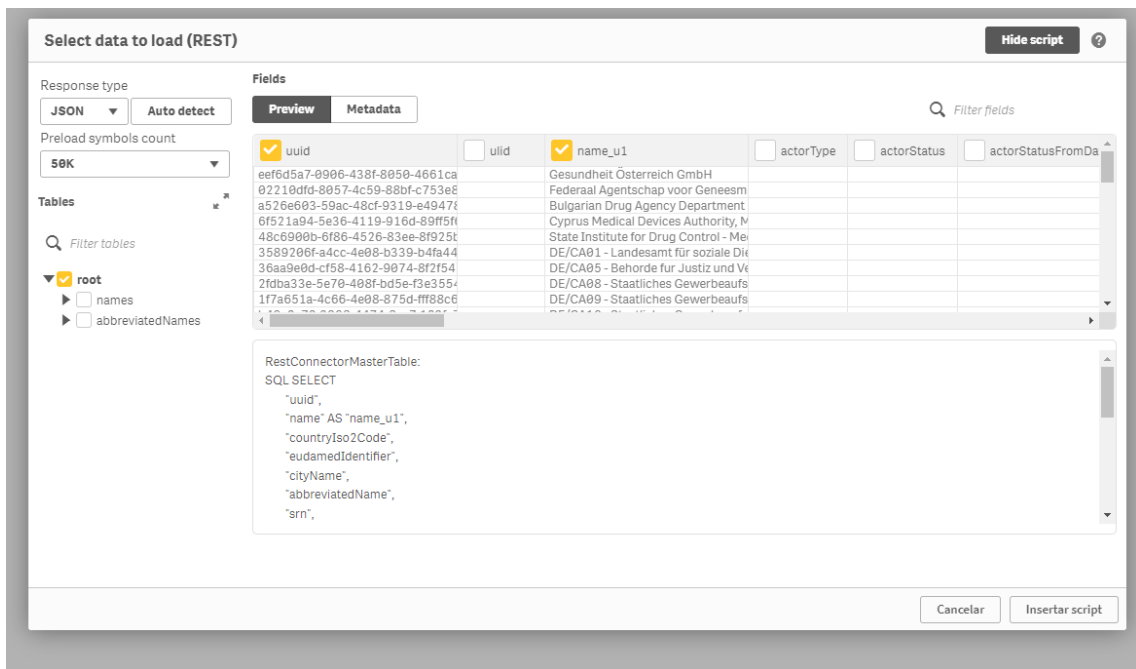 Select data to load (REST)
Hide script
Response type
JSON
Auto detect
Preload symbols count
50K
Tables
Filter tables
root
names
abbreviatedNames
Fields
Preview
Metadata
Filter fields
uuid ulid name_u1 actorType actorStatus actorStatusFromDa
eef6d5a7-0906-438f-8050-4661ca Gesundheit Österreich GmbH
02210dfd-8057-4c59-88bf-c753e8 Federaal Agentschap voor Geneesm
a526e603-59ac-48cf-9319-e49478 Bulgarian Drug Agency Department
6f521a94-5e36-4119-916d-89ff5f Cyprus Medical Devices Authority, M
48c6900b-6f86-4526-83ee-8f925b State Institute for Drug Control - Me
3589206f-a4cc-4e08-b339-b4fa44 DE/CA01 - Landesamt für soziale Die
36aa9e0d-cf58-4162-9074-8f2f54 DE/CA05 - Behorde fur Justiz und Ve
2fdba33e-5e70-408f-bd5e-f3e355 DE/CA08 - Staatliches Gewerbeaufs
1f7a651a-4c66-4e08-875d-fff88c6 DE/CA09 - Staatliches Gewerbeaufs
RestConnectorMasterTable:
SQL SELECT
"uuid",
"name" AS "name_u1",
"countryIso2Code",
"eudamedIdentifier",
"cityName",
"abbreviatedName",
"srn",
Cancelar
Insertar script